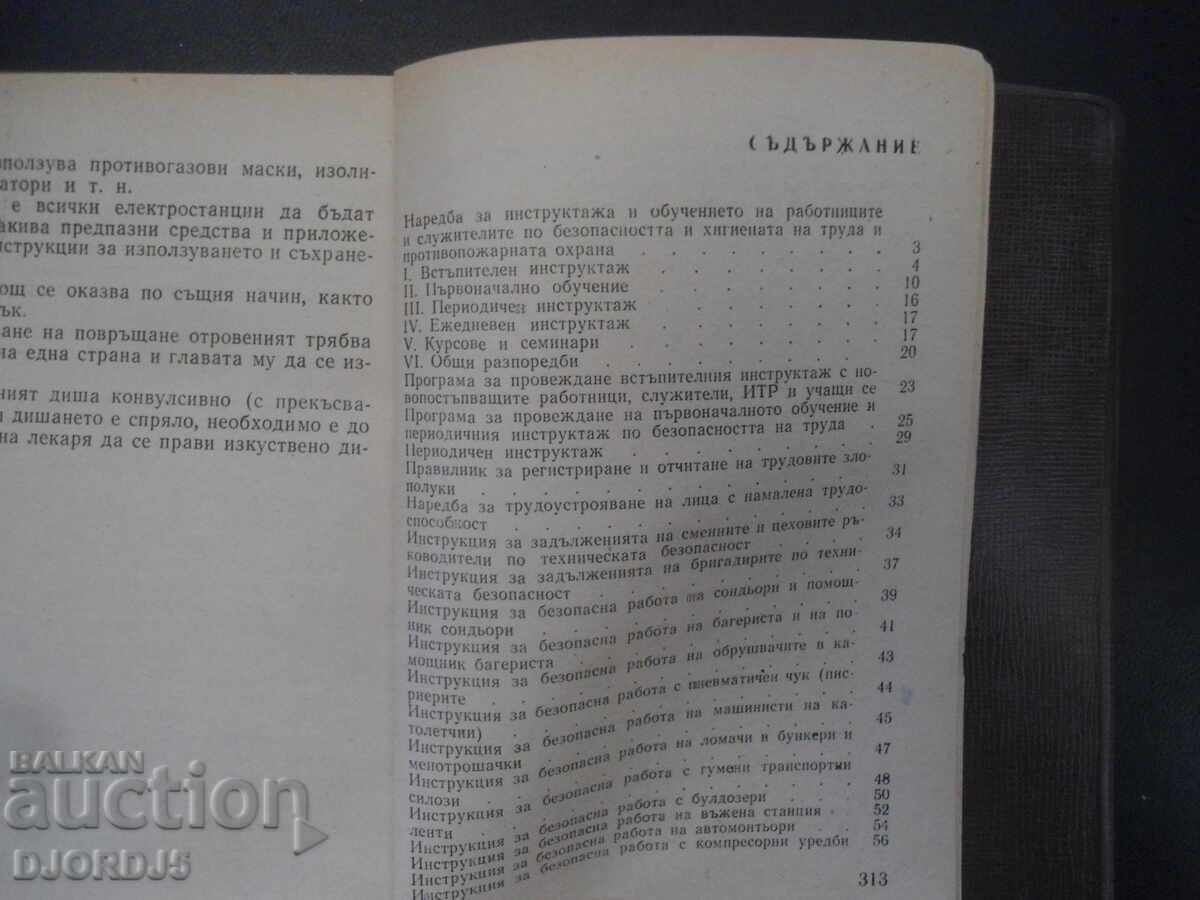 използува противогазови маски, изоли-
атори и т. н.
е всички електростанции да бъдат
акива предпазни средства и приложе-
нструкции за използуването и съхране-
ощ се оказва по същия начин, както
ък.
ане на повръщане отровеният трябва
на една страна и главата му да се из-
ният диша конвулсивно (с прекъсва-
и дишането е спряло, необходимо е до
на лекаря да се прави изкуствено ди-
СЪДЪРЖАНИЕ
Наредба за инструктажа и обучението на работниците
и служителите по безопасността и хигиената на труда и
противопожарната охрана . . . . . . . . . 3
I. Встъпителен инструктаж . . . . . . . 4
II. Първоначално обучение . . . . . . . 10
III. Периодичен инструктаж . . . . . . . 16
IV. Ежедневен инструктаж . . . . . . . 17
V. Курсове и семинари . . . . . . . 17
VI. Общи разпоредби . . . . . . . . 20
Програма за провеждане встъпителния инструктаж с но-
вопостъпващите работници, служители, ИТР и учащи се 23
Програма за провеждане на първоначалното обучение и
периодичния инструктаж по безопасността на труда . 25
Периодичен инструктаж . . . . . . . . 29
Правилник за регистриране и отчитане на трудовите зло-
полуки . . . . . . . . . . . . 31
Наредба за трудоустрояване на лица с намалена трудо-
способност . . . . . . . . . . . 33
Инструкция за задълженията на сменните и цеховите ръ-
ководители по техническата безопасност . . . . 34
Инструкция за задълженията на бригадирите по техни-
ческата безопасност . . . . . . . . . 37
Инструкция за безопасна работа на сондьори и помощ-
ник сондьори . . . . . . . . . . . 39
Инструкция за безопасна работа на багериста и на по-
мощник багериста . . . . . . . . . . 41
Инструкция за безопасна работа на обрушвачите в ка-
риерите . . . . . . . . . . . . 43
Инструкция за безопасна работа с пневматичен чук (пис-
толетчии) . . . . . . . . . . . . 44
Инструкция за безопасна работа на машинисти на ка-
менотрошачки . . . . . . . . . . . 45
Инструкция за безопасна работа на ломачи в бункери и
силози . . . . . . . . . . . . 47
Инструкция за безопасна работа с гумени транспортни
ленти . . . . . . . . . . . . 48
Инструкция за безопасна работа с булдозери . . . . 50
Инструкция за безопасна работа на въжена станция . 52
Инструкция за безопасна работа на автомонтьори . . 54
Инструкция за безопасна работа с компресорни уредби 56
313
BALKAN
auction
DJORDJ5